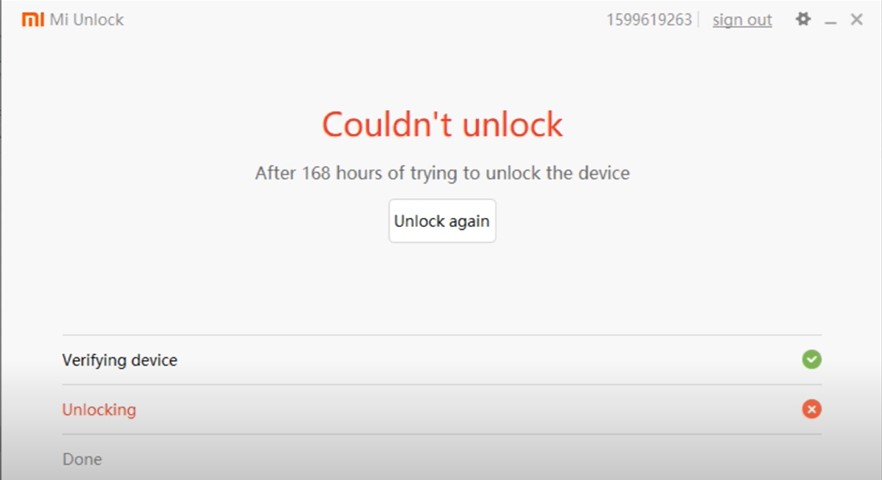 mi Mi Unlock 1599619263 sign out
Couldn't unlock
After 168 hours of trying to unlock the device
Unlock again
Verifying device
Unlocking
Done